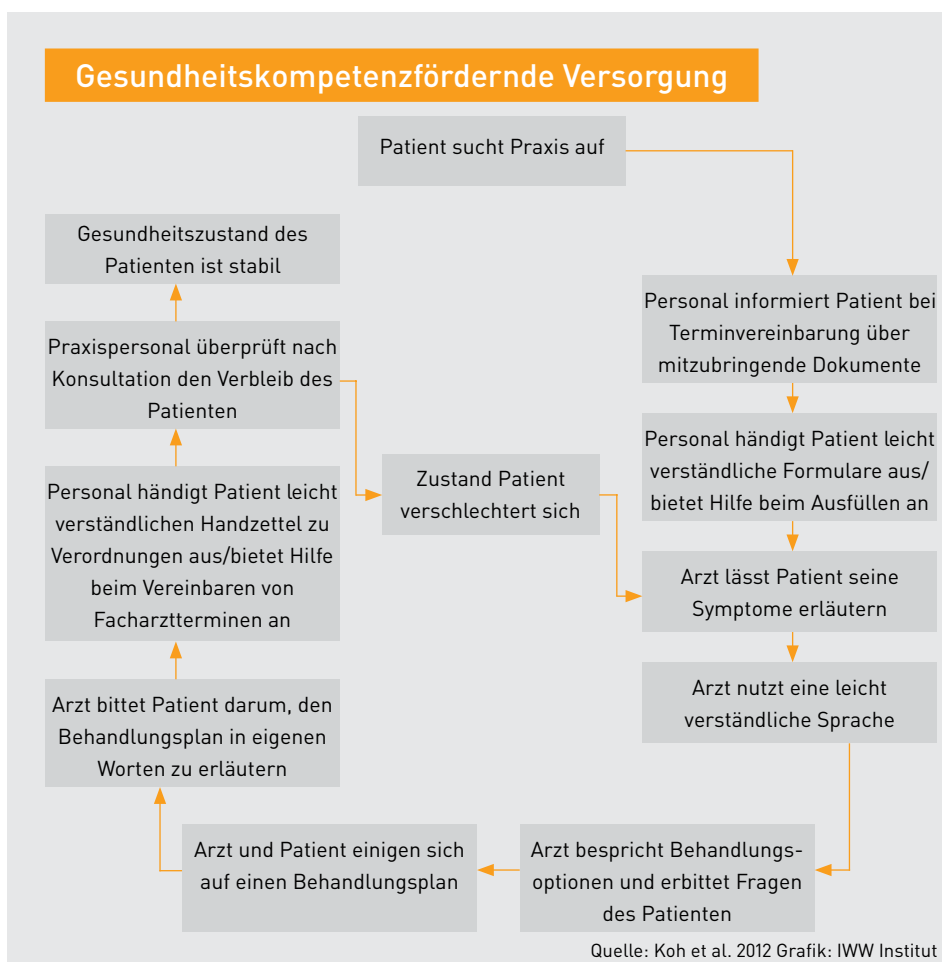 Gesundheitskompetenzfördernde Versorgung
Patient sucht Praxis auf
Personal informiert Patient bei
Terminvereinbarung über
mitzubringende Dokumente
Personal händigt Patient leicht
verständliche Formulare aus/
bietet Hilfe beim Ausfüllen an
Arzt lässt Patient seine
Symptome erläutern
Arzt nutzt eine leicht
verständliche Sprache
Arzt bespricht Behandlungs-
optionen und erbittet Fragen
des Patienten
Arzt und Patient einigen sich
auf einen Behandlungsplan
Arzt bittet Patient darum, den
Behandlungsplan in eigenen
Worten zu erläutern
Personal händigt Patient leicht
verständlichen Handzettel zu
Verordnungen aus/bietet Hilfe
beim Vereinbaren von
Facharztterminen an
Praxispersonal überprüft nach
Konsultation den Verbleib des
Patienten
Gesundheitszustand des
Patienten ist stabil
Zustand Patient
verschlechtert sich
Quelle: Koh et al. 2012 Grafik: IWW Institut